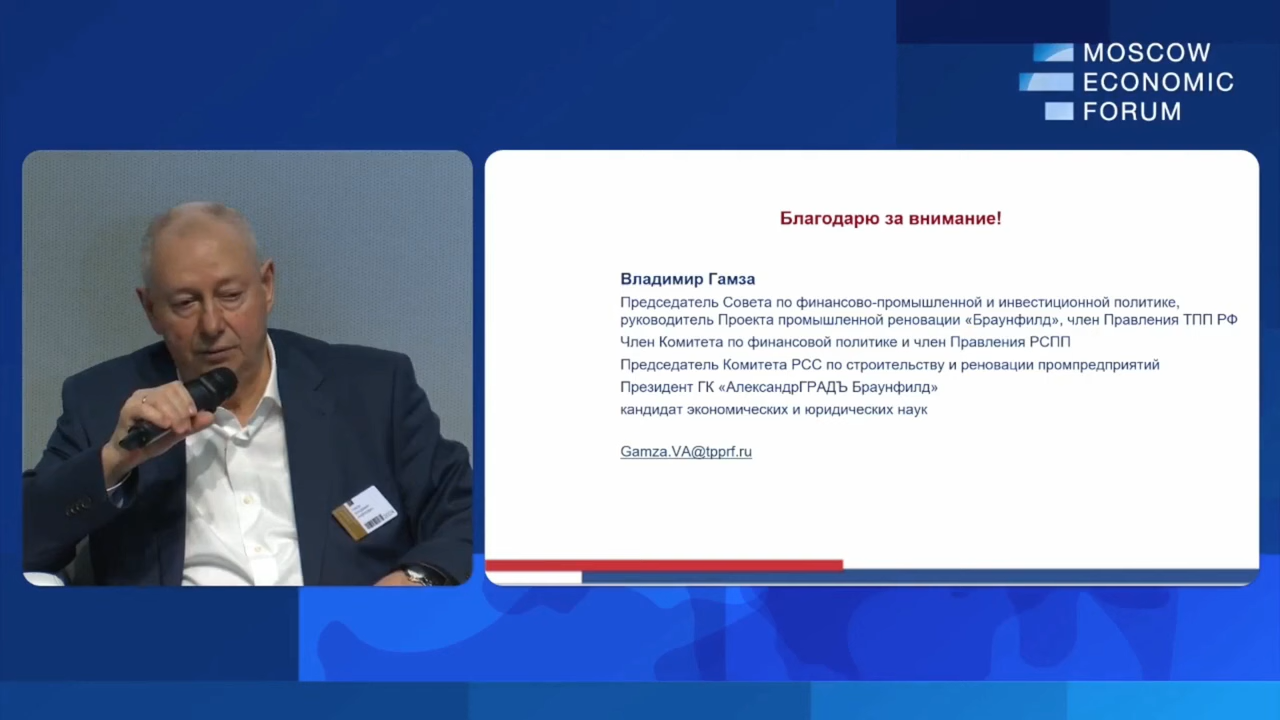 MOSCOW
ECONOMIC
FORUM
Благодарю за внимание!
Владимир Гамза
Председатель Совета по финансово-промышленной и инвестиционной политике,
руководитель Проекта промышленной реновации «Браунфилд», член Правления ТПП РФ
Член Комитета по финансовой политике и член Правления РСПП
Председатель Комитета РСС по строительству и реновации промпредприятий
Президент ГК «АлександрГРАДЪ Браунфилд»
кандидат экономических и юридических наук
Gamza.VA@tpprf.ru